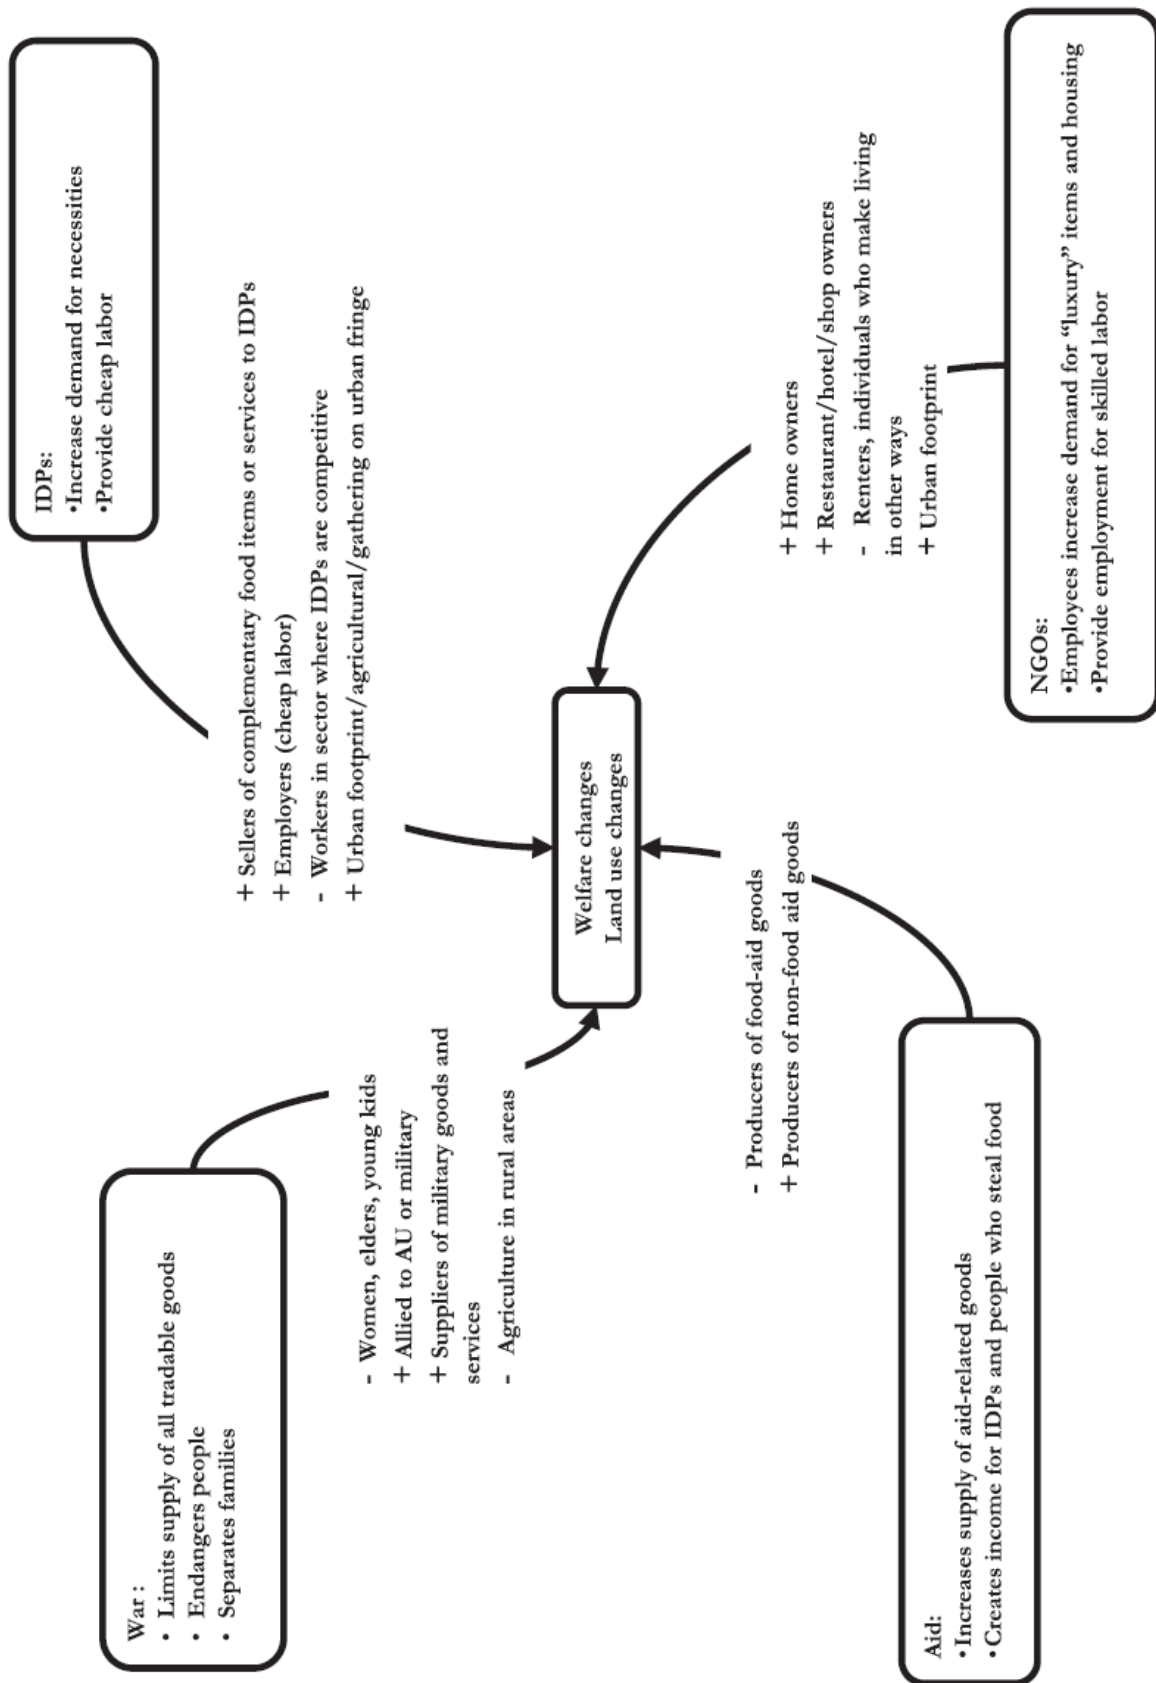 War :
• Limits supply of all tradable goods
• Endangers people
• Separates families
- Women, elders, young kids
+ Allied to AU or military
+ Suppliers of military goods and
services
- Agriculture in rural areas
IDPs:
•Increase demand for necessities
•Provide cheap labor
+ Sellers of complementary food items or services to IDPs
+ Employers (cheap labor)
- Workers in sector where IDPs are competitive
+ Urban footprint/agricultural/gathering on urban fringe
Welfare changes
Land use changes
- Producers of food-aid goods
+ Producers of non-food aid goods
Aid:
•Increases supply of aid-related goods
•Creates income for IDPs and people who steal food
+ Home owners
+ Restaurant/hotel/shop owners
- Renters, individuals who make living
in other ways
+ Urban footprint
NGOs:
•Employees increase demand for “luxury” items and housing
•Provide employment for skilled labor